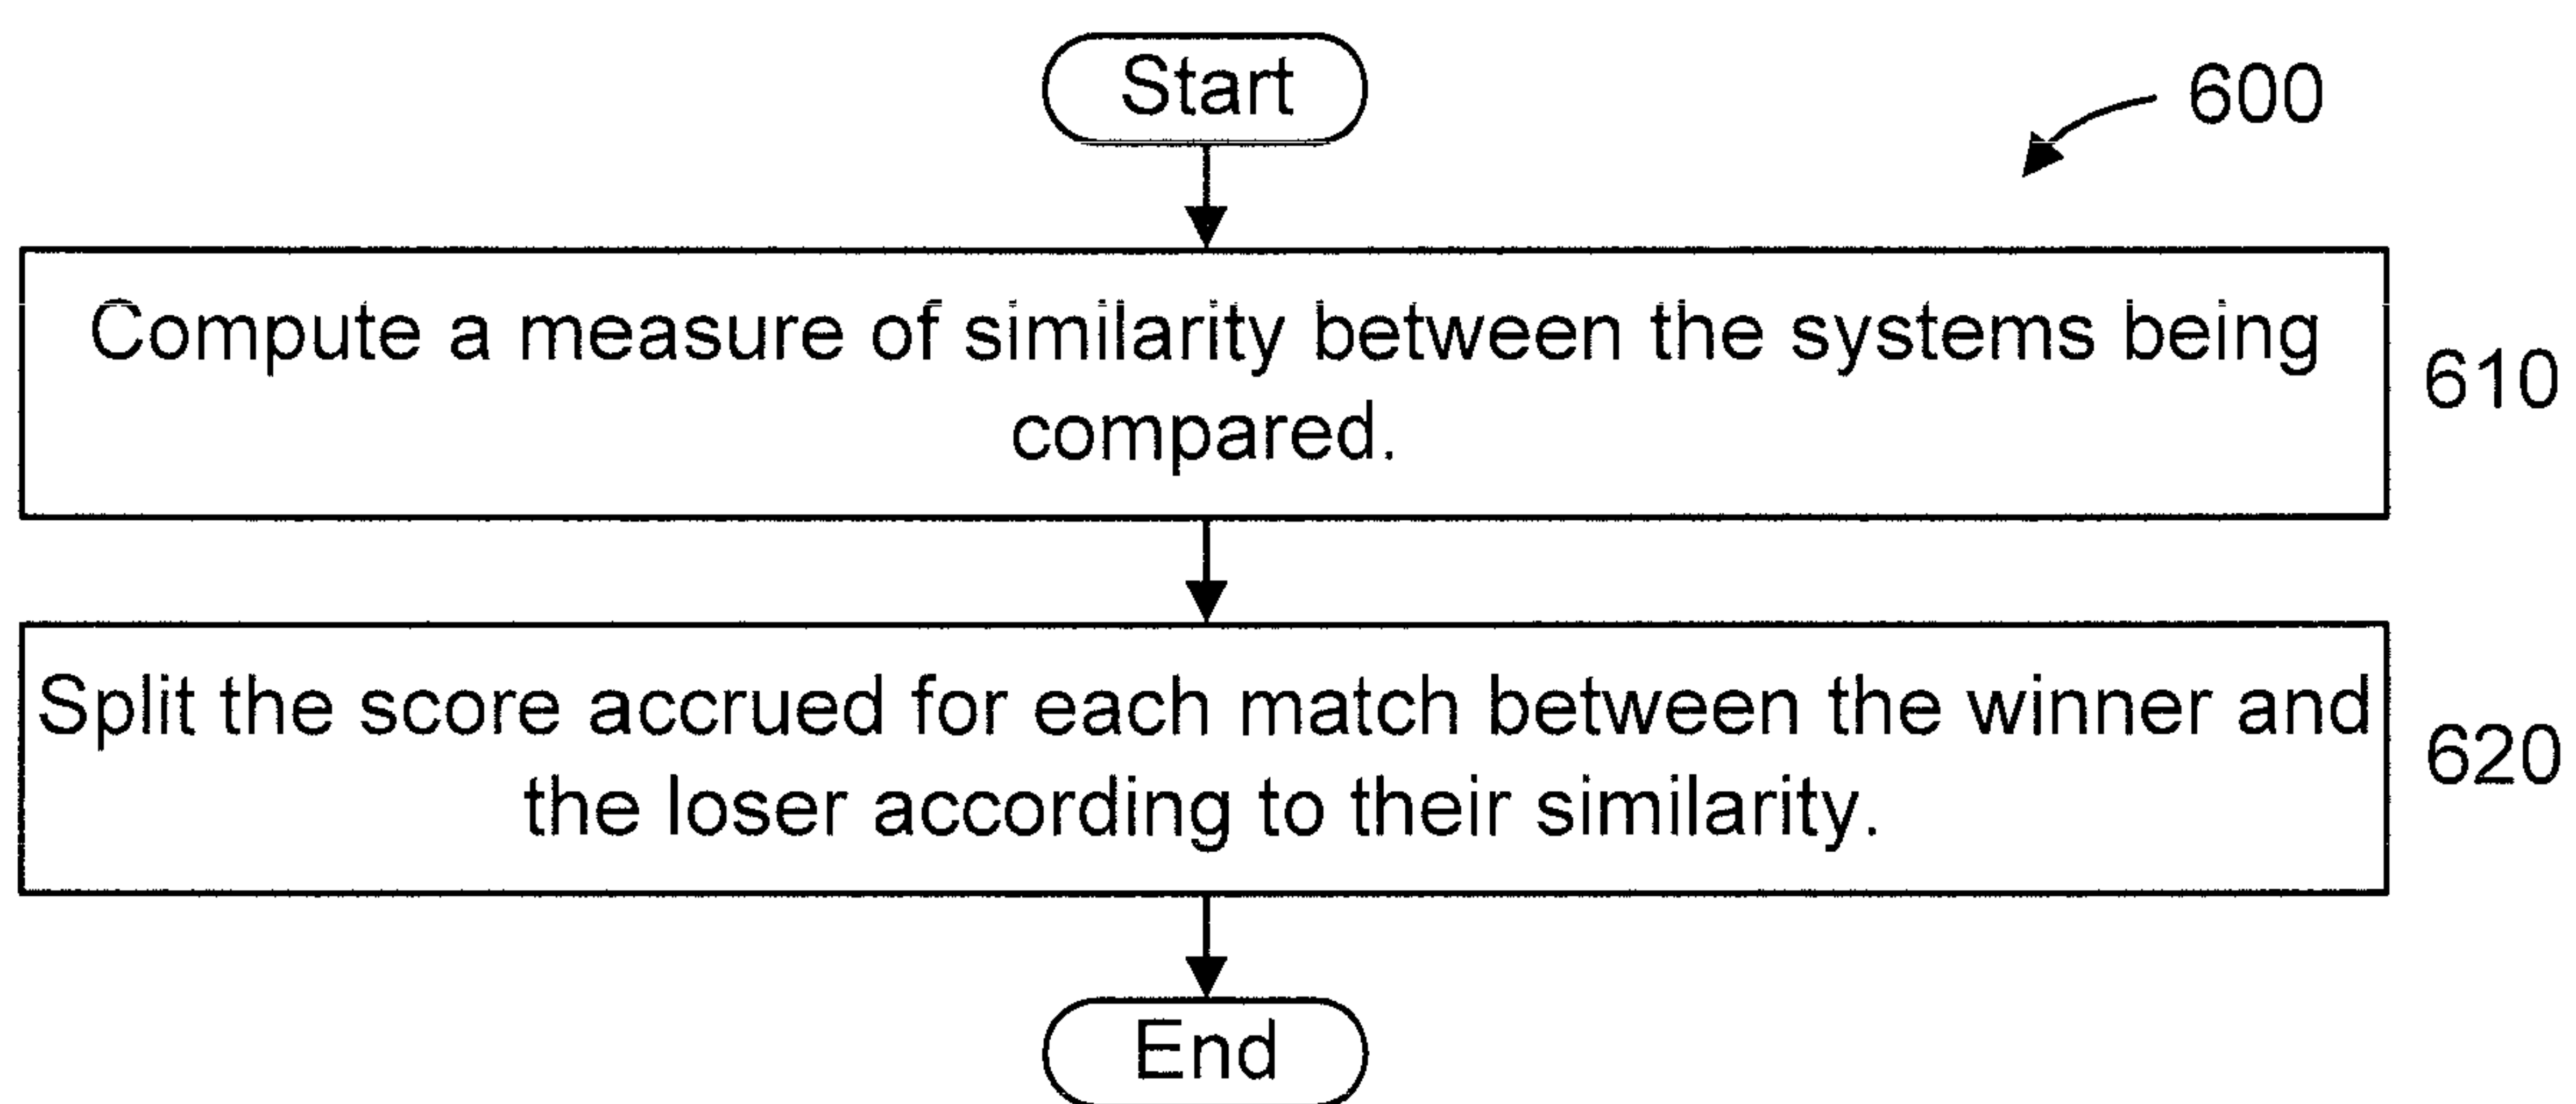 Start
600
Compute a measure of similarity between the systems being
compared.
610
Split the score accrued for each match between the winner and
the loser according to their similarity.
620
End